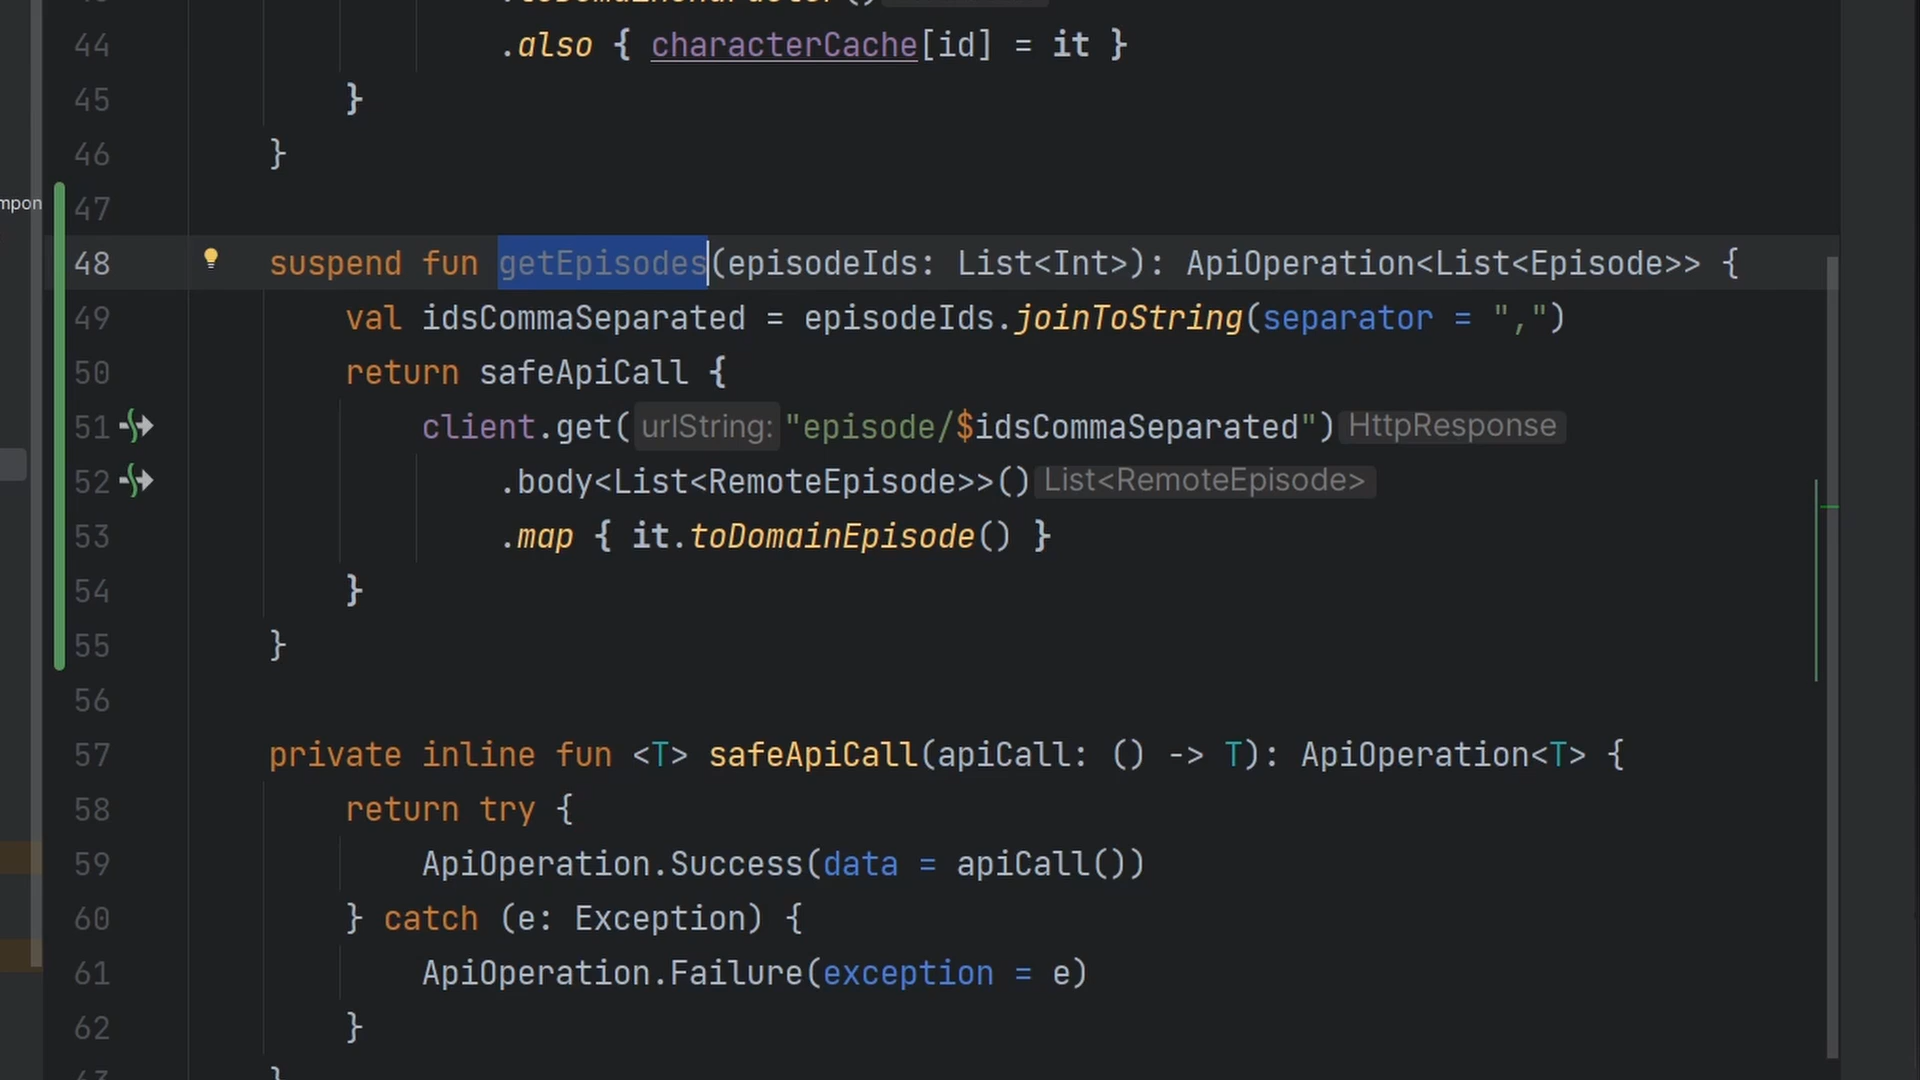 44 .also { characterCache[id] = it }
45 }
46 }
mpon 47
48 suspend fun getEpisodes(episodeIds: List<Int>): ApiOperation<List<Episode>> {
49 val idsCommaSeparated = episodeIds.joinToString(separator = ",")
50 return safeApiCall {
51 client.get( urlString: "episode/$idsCommaSeparated") HttpResponse
52 .body<List<RemoteEpisode>>() List<RemoteEpisode>
53 .map { it.toDomainEpisode() }
54 }
55 }
56
57 private inline fun <T> safeApiCall(apiCall: () -> T): ApiOperation<T> {
58 return try {
59 ApiOperation.Success(data = apiCall())
60 } catch (e: Exception) {
61 ApiOperation.Failure(exception = e)
62 }
63 }